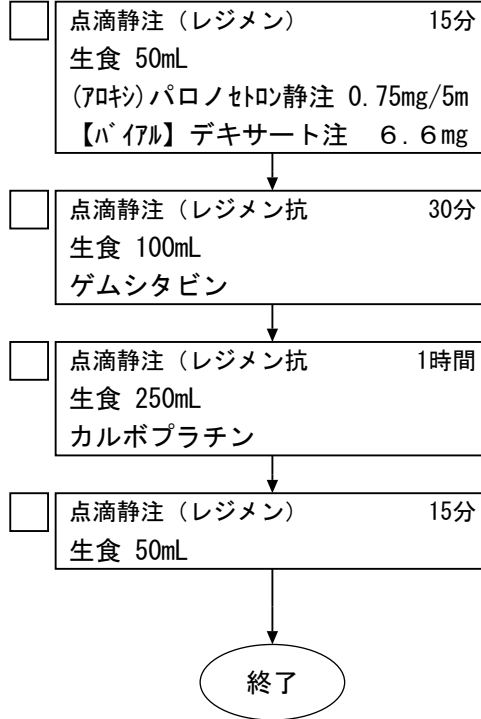 点滴静注（レジメン） 15分
生食 50mL
(ｱﾛｷｼ)パロノｾﾄﾛﾝ静注 0.75mg/5m
【ﾊﾞｲｱﾙ】デキサート注　６.６mg
点滴静注（レジメン抗 30分
生食 100mL
ゲムシタビン
点滴静注（レジメン抗 1時間
生食 250mL
カルボプラチン
点滴静注（レジメン） 15分
生食 50mL
終了